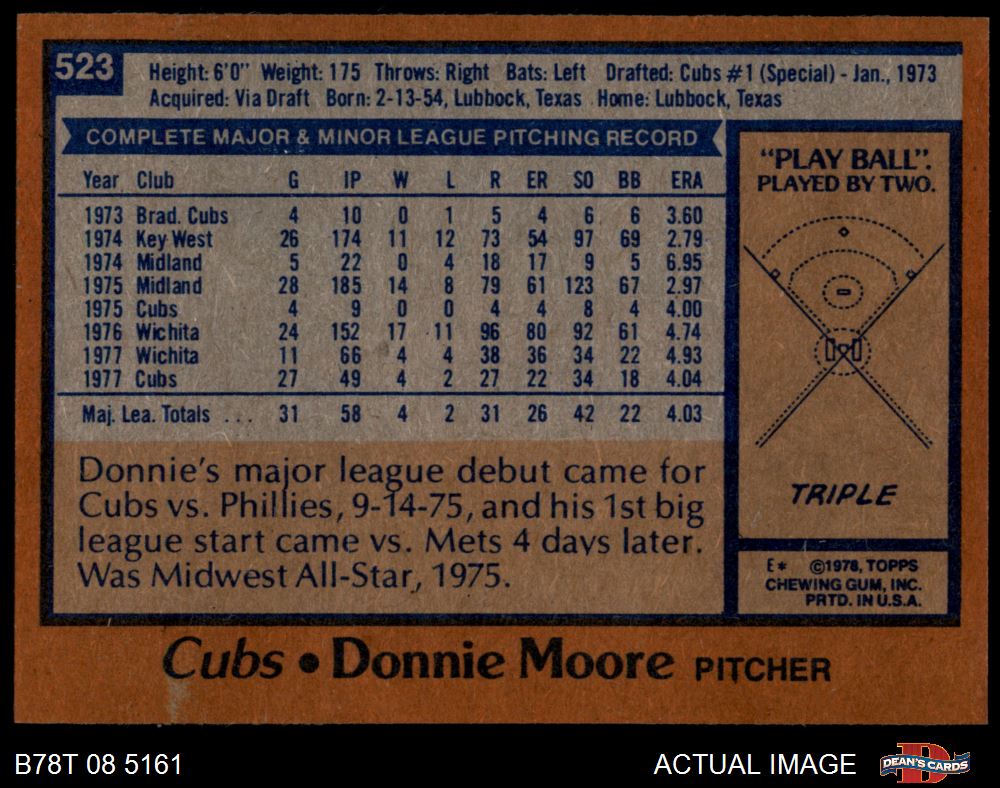 523
Height: 6'0" Weight: 175 Throws: Right Bats: Left Drafted: Cubs #1 (Special) - Jan., 1973
Acquired: Via Draft Born: 2-13-54, Lubbock, Texas Home: Lubbock, Texas
COMPLETE MAJOR & MINOR LEAGUE PITCHING RECORD
Year Club G IP W L R ER SO BB ERA
1973 Brad. Cubs 4 10 0 1 5 4 6 6 3.60
1974 Key West 26 174 11 12 73 54 97 69 2.79
1974 Midland 5 22 0 4 18 17 9 5 6.95
1975 Midland 28 185 14 8 79 61 123 67 2.97
1975 Cubs 4 9 0 0 4 4 8 4 4.00
1976 Wichita 24 152 17 11 96 80 92 61 4.74
1977 Wichita 11 66 4 4 38 36 34 22 4.93
1977 Cubs 27 49 4 2 27 22 34 18 4.04
Maj. Lea. Totals ... 31 58 4 2 31 26 42 22 4.03
Donnie's major league debut came for
Cubs vs. Phillies, 9-14-75, and his 1st big
league start came vs. Mets 4 days later.
Was Midwest All-Star, 1975.
"PLAY BALL".
PLAYED BY TWO.
TRIPLE
E* ©1978, TOPPS
CHEWING GUM, INC.
PRTD. IN U.S.A.
Cubs • Donnie Moore PITCHER
B78T 08 5161
ACTUAL IMAGE
D
DEAN'S CARDS